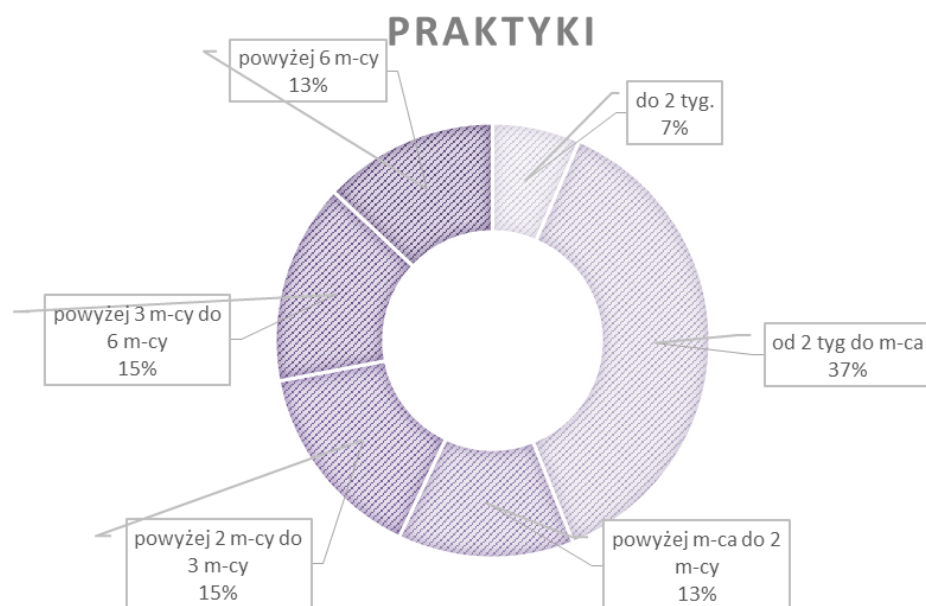 PRAKTYKI
powyżej 6 m-cy
13%
do 2 tyg.
7%
powyżej 3 m-cy do
6 m-cy
15%
od 2 tyg do m-ca
37%
powyżej 2 m-cy do
3 m-cy
15%
powyżej m-ca do 2
m-cy
13%